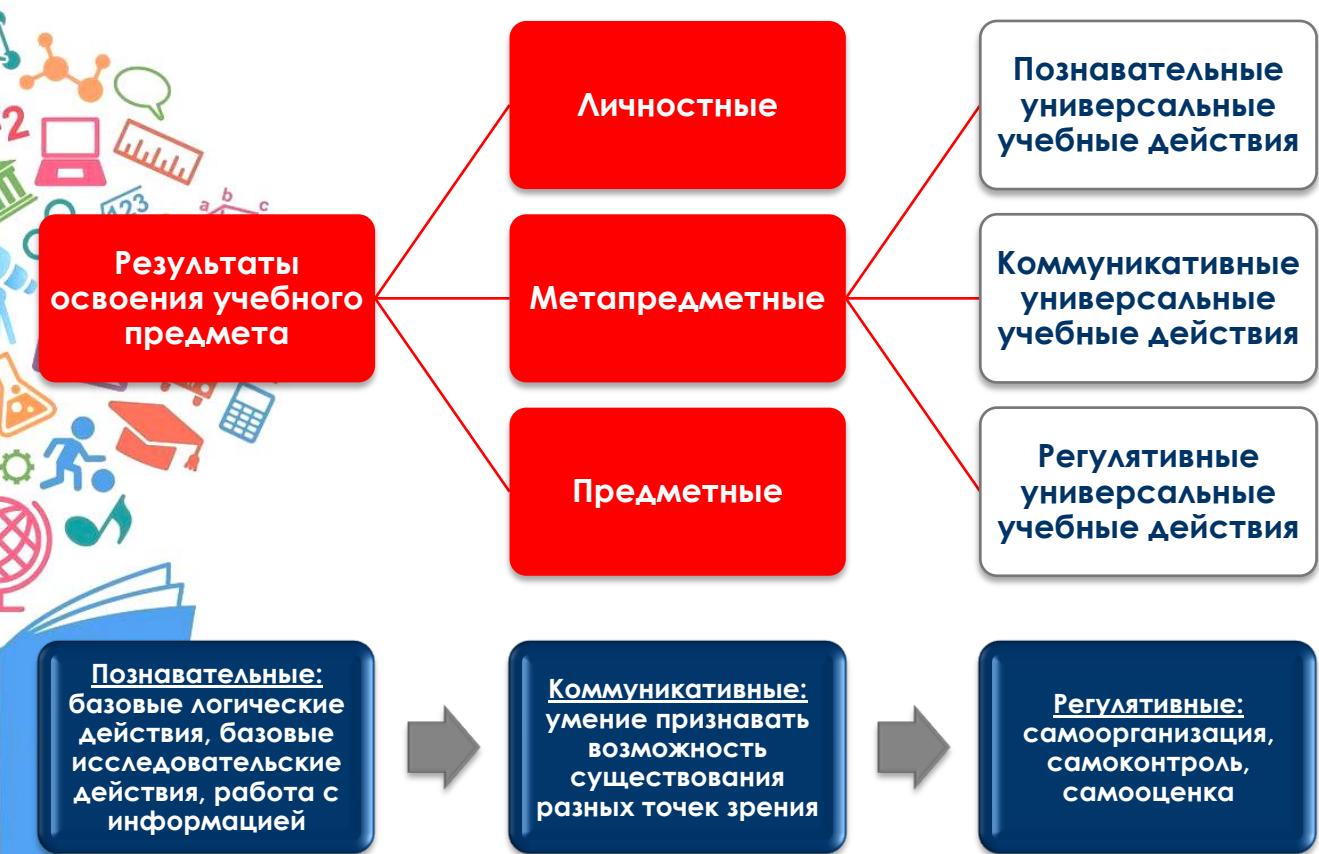 2
123
a b c
Результаты
освоения учебного
предмета
Личностные
Метапредметные
Предметные
Познавательные
универсальные
учебные действия
Коммуникативные
универсальные
учебные действия
Регулятивные
универсальные
учебные действия
Познавательные:
базовые логические
действия, базовые
исследовательские
действия, работа с
информацией
Коммуникативные:
умение признавать
возможность
существования
разных точек зрения
Регулятивные:
самоорганизация,
самоконтроль,
самооценка